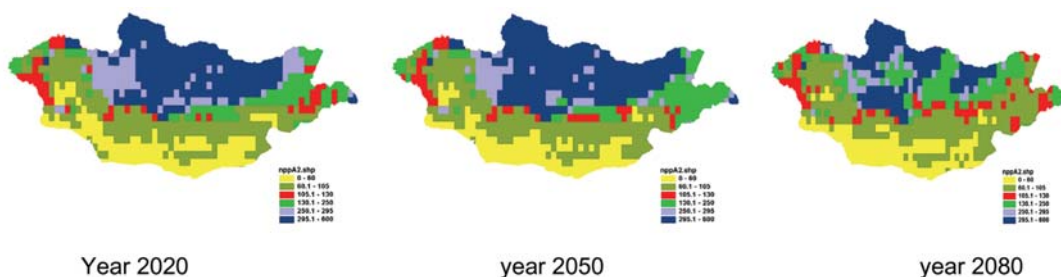 nppA2.shp
0 - 60
60.1 - 105
105.1 - 130
130.1 - 250
250.1 - 295
295.1 - 600
nppA2.shp
0 - 60
60.1 - 105
105.1 - 130
130.1 - 250
250.1 - 295
295.1 - 600
nppA2.shp
0 - 60
60.1 - 105
105.1 - 130
130.1 - 250
250.1 - 295
295.1 - 600
Year 2020
year 2050
year 2080